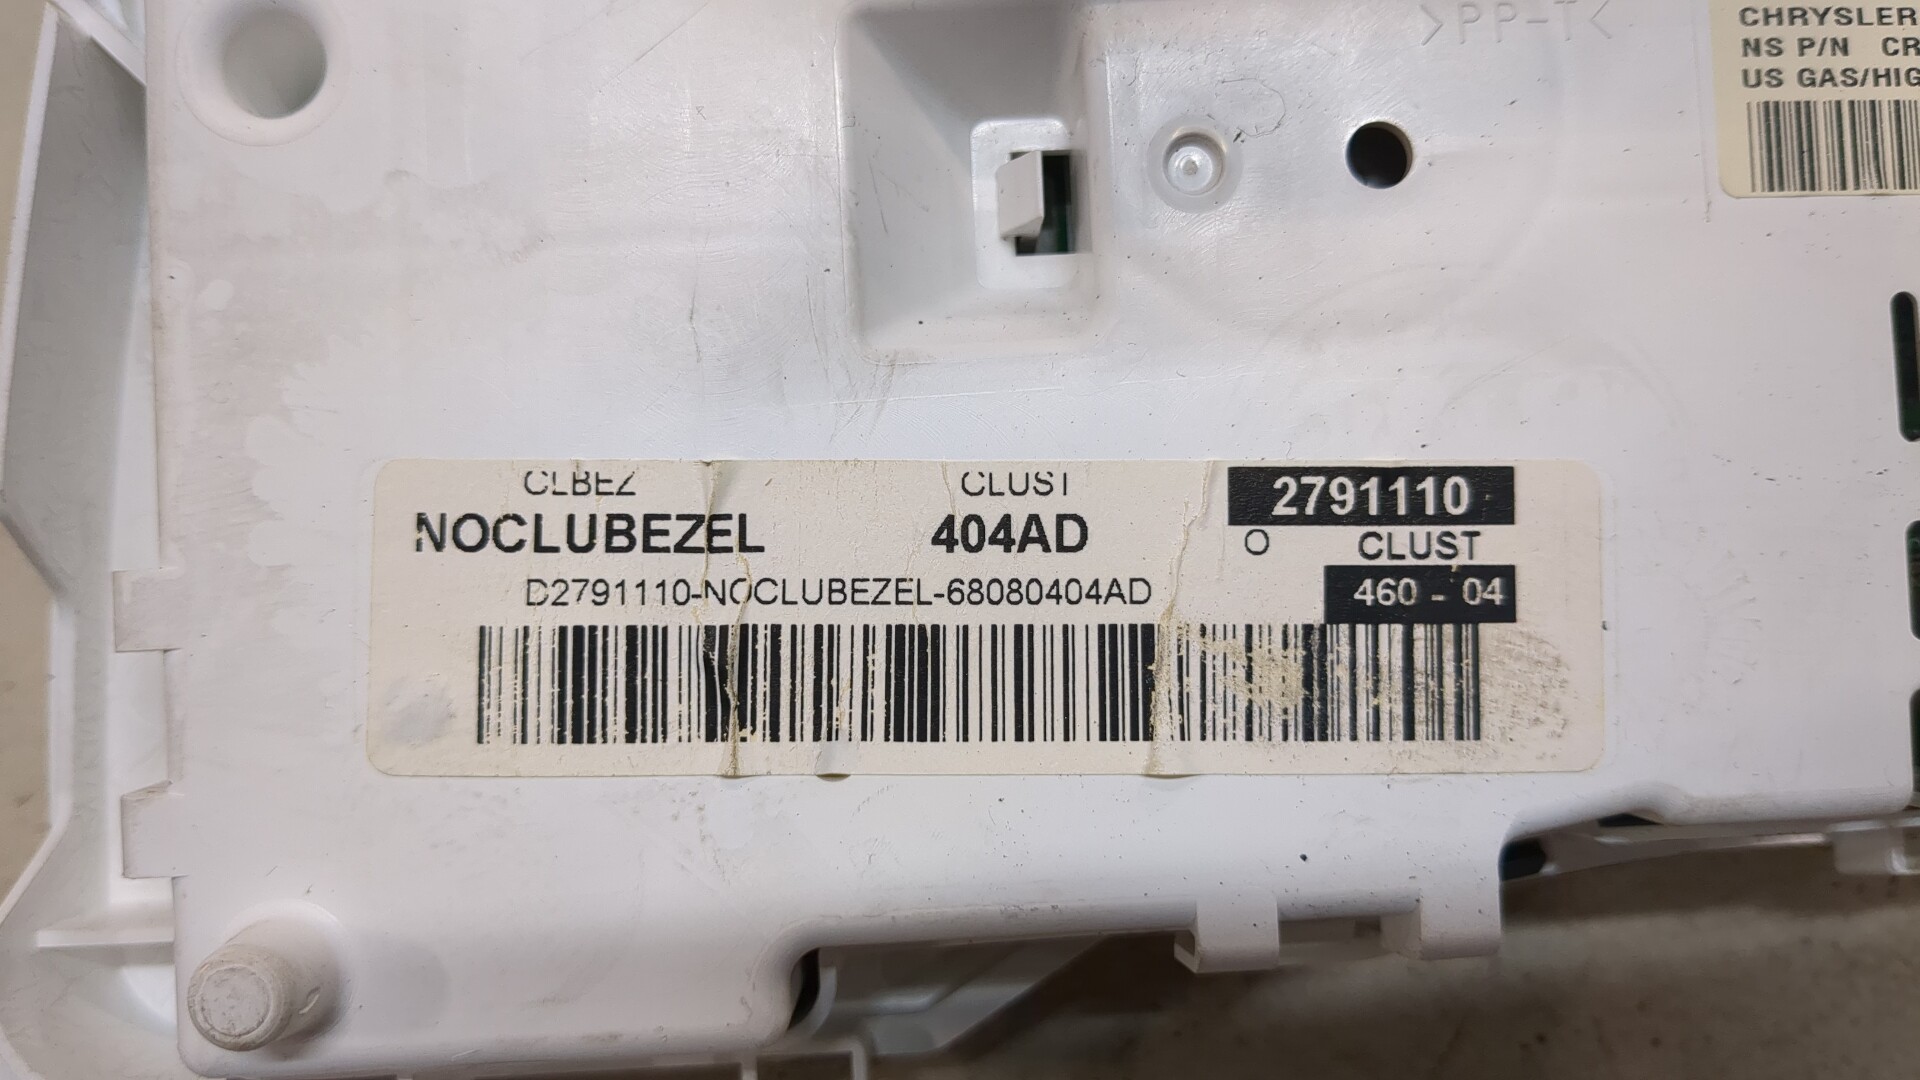 >PP-T<
CHRYSLER
NS P/N CR
US GAS/HIG
CLBEZ CLUST 2791110
NOCLUBEZEL 404AD O CLUST
D2791110-NOCLUBEZEL-68080404AD 460 - 04